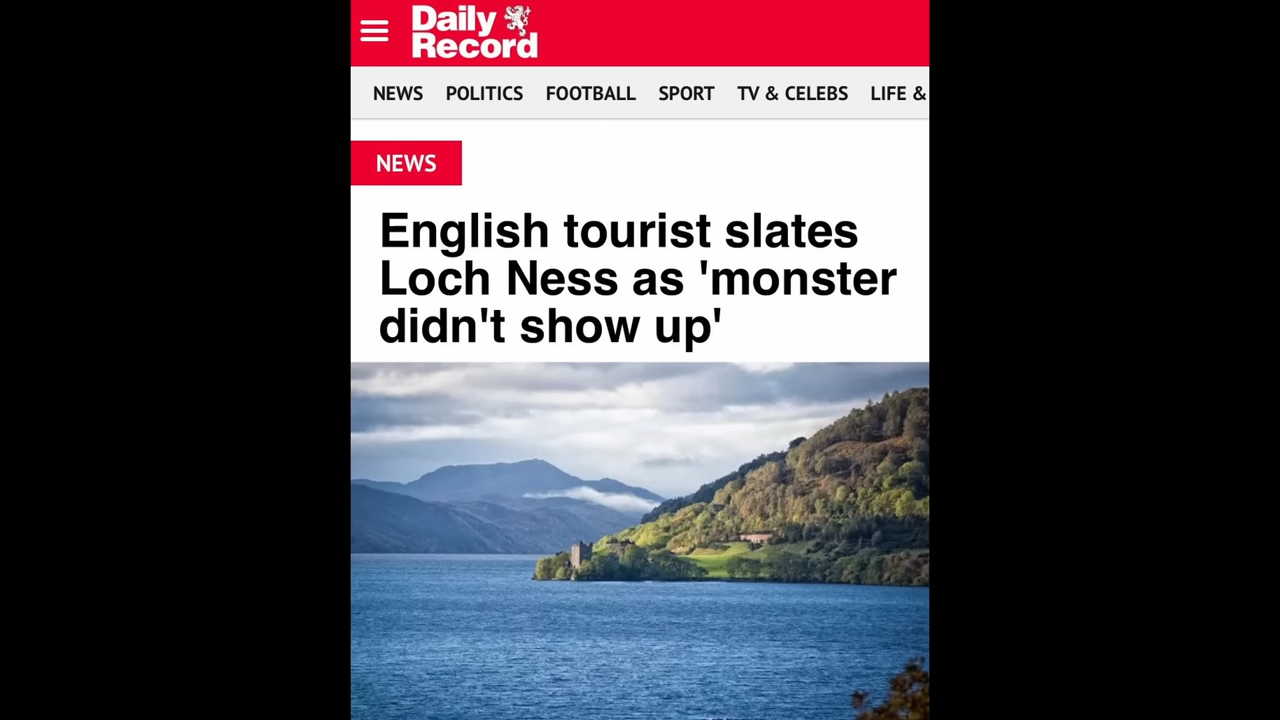 Daily
Record
NEWS POLITICS FOOTBALL SPORT TV & CELEBS LIFE &
NEWS
English tourist slates
Loch Ness as 'monster
didn't show up'